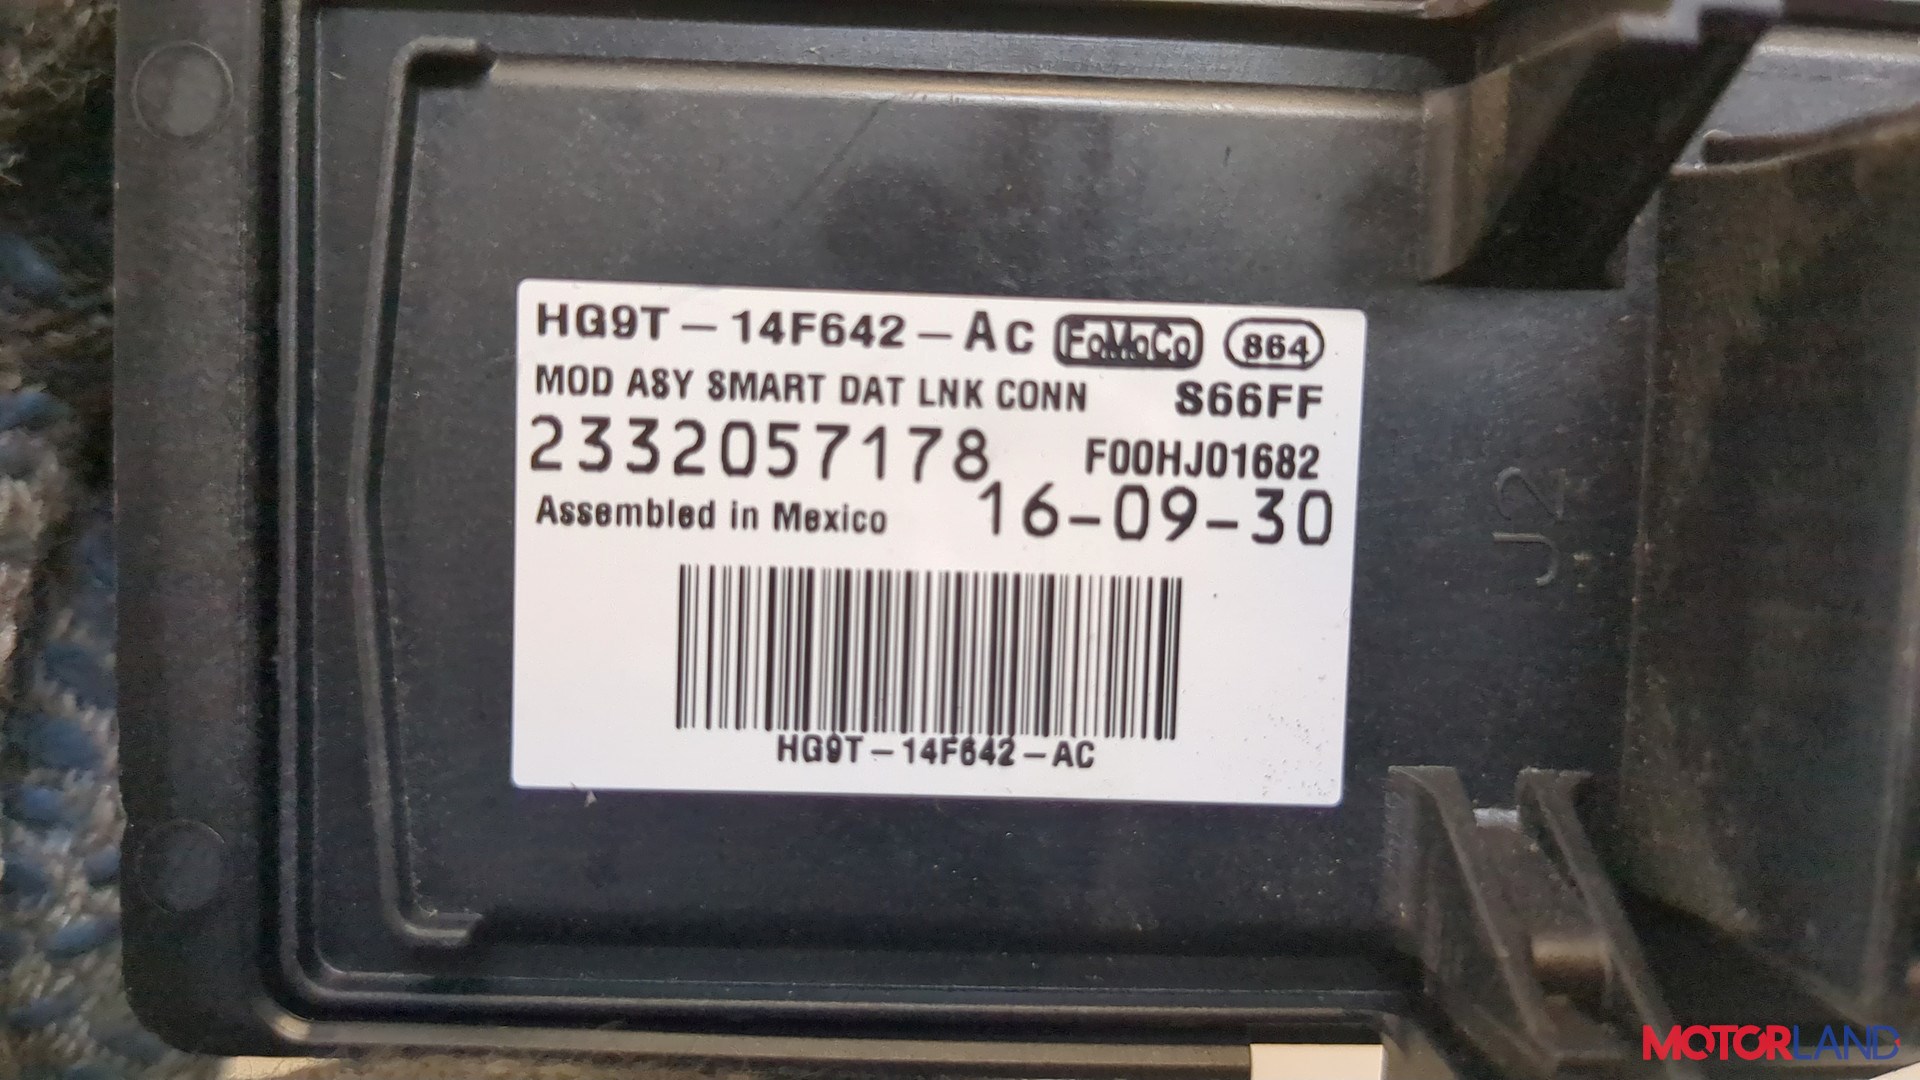 HG9T-14F642-AC FoMoCo 864
MOD ASY SMART DAT LNK CONN S66FF
2332057178 F00HJ01682
Assembled in Mexico 16-09-30
HG9T-14F642-AC
J2
MOTORLAND